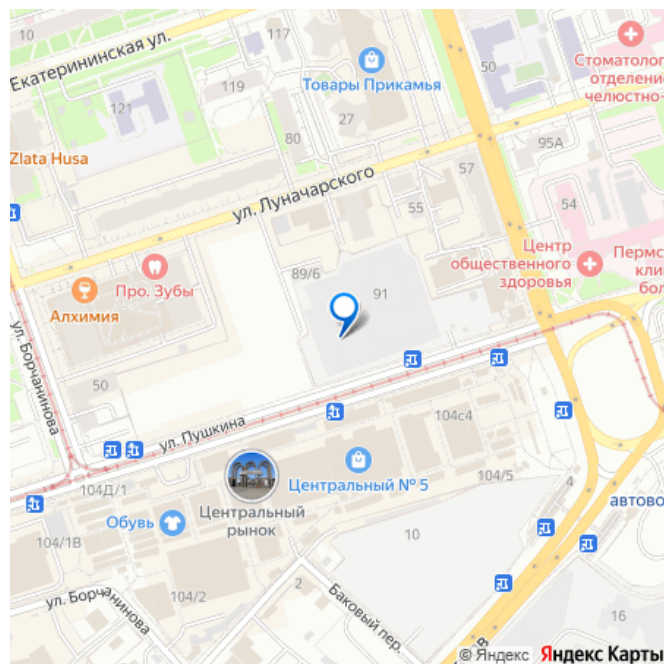 10
Екатерининская ул.
119
121
Товары Прикамья
50
Стоматолог
отделение
челюстно-
Zlata Husa
80
27
95А
ул. Луначарского
57
55
54
Центр
общественного
здоровья
Пермс
кли
бол
89/6
91
Про. Зубы
Алхимия
ул. Борчанинова
50
ул. Пушкина
104с4
104/5
4
Центральный № 5
104Д/1
Обувь
Центральный
рынок
автово
104/1В
10
2
104/2
ул. Борчанинова
Баковый пер.
16
© Яндекс Яндекс Карты